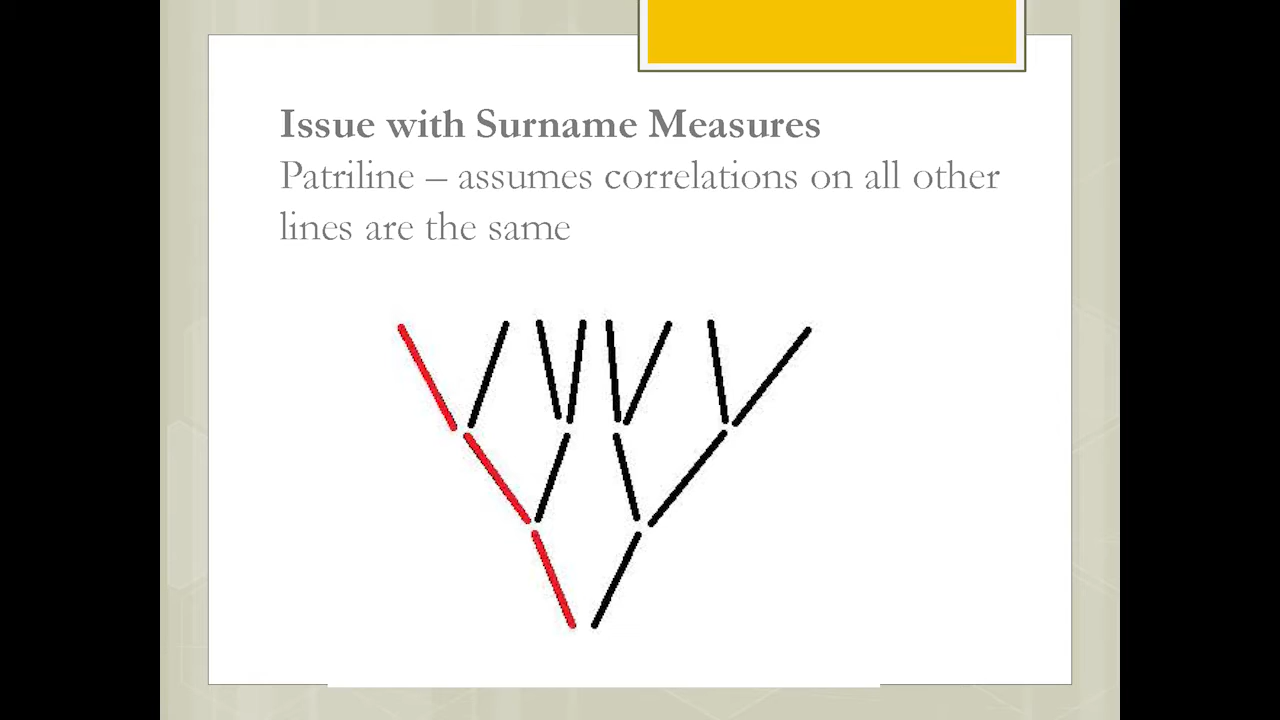 Issue with Surname Measures
Patriline – assumes correlations on all other
lines are the same